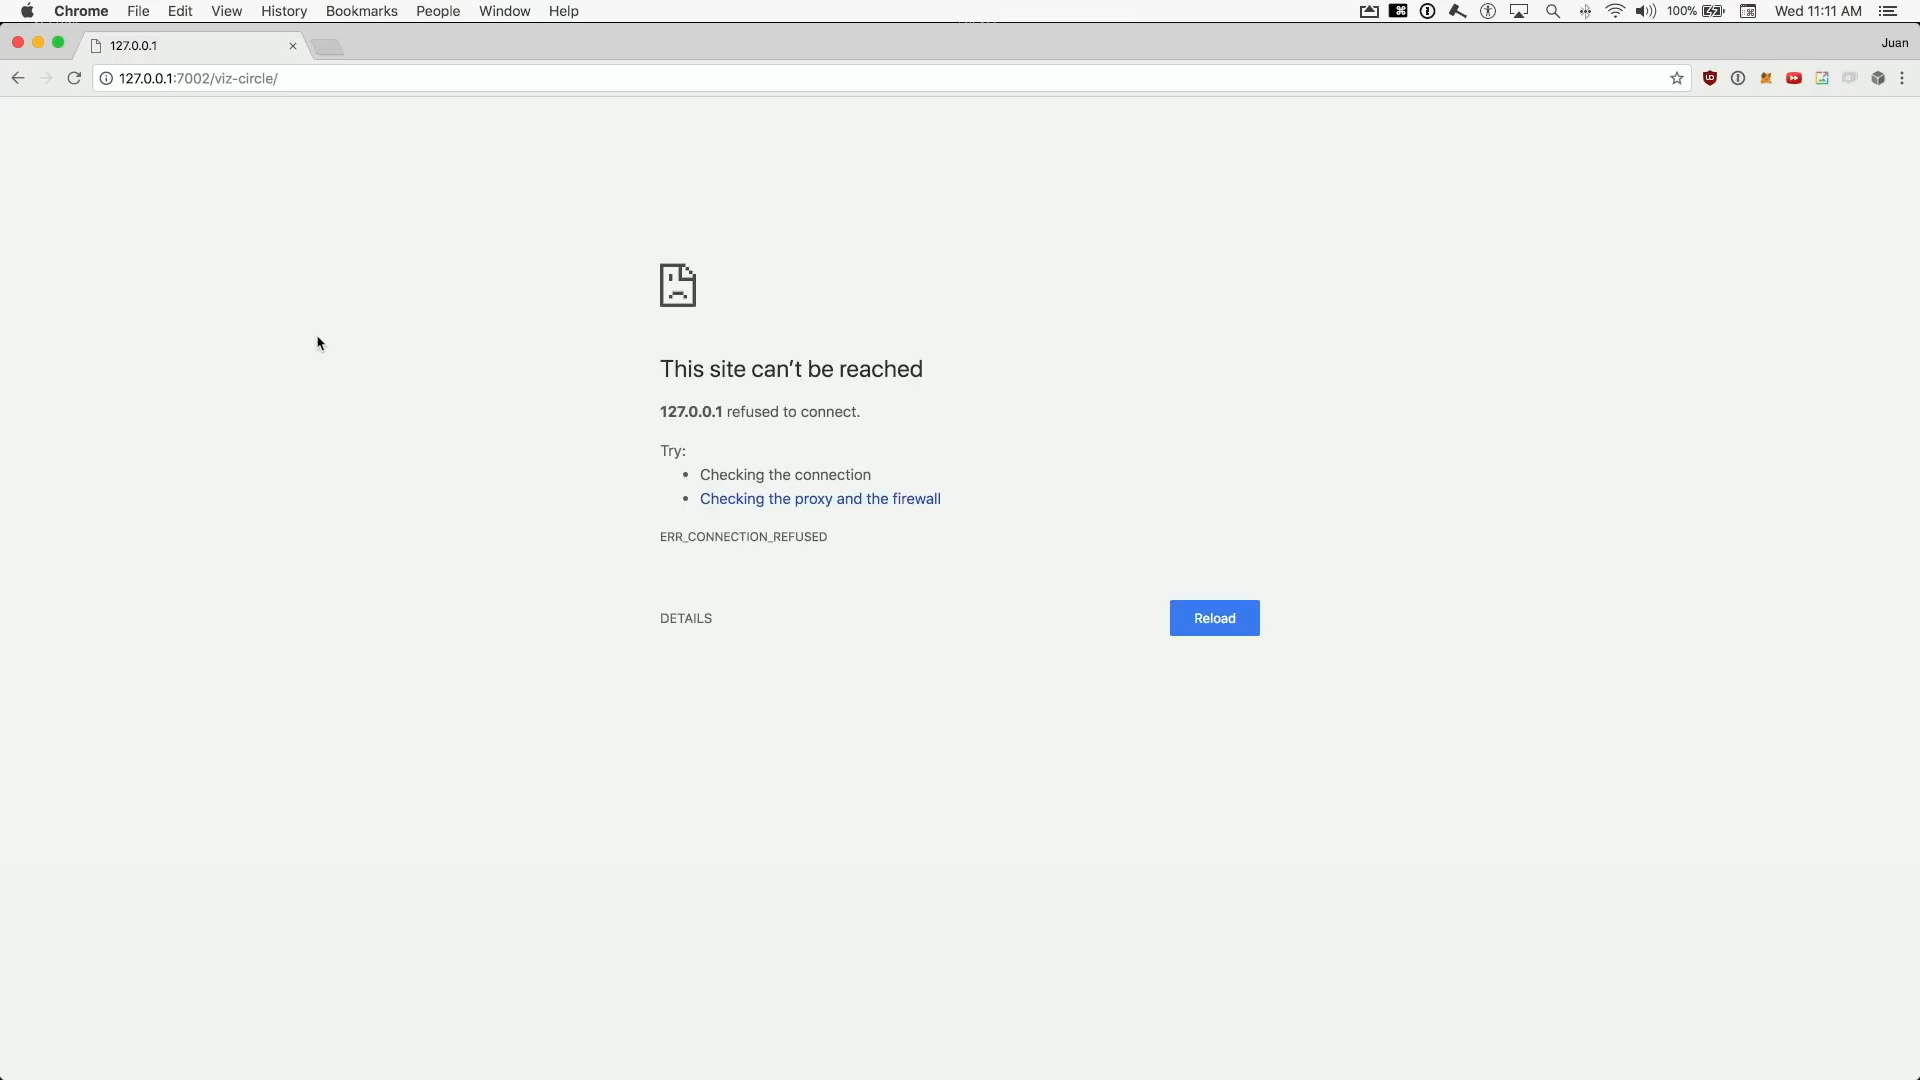 Chrome File Edit View History Bookmarks People Window Help 100% Wed 11:11 AM
127.0.0.1 Juan
127.0.0.1:7002/viz-circle/
This site can't be reached
127.0.0.1 refused to connect.
Try:
• Checking the connection
• Checking the proxy and the firewall
ERR_CONNECTION_REFUSED
DETAILS Reload